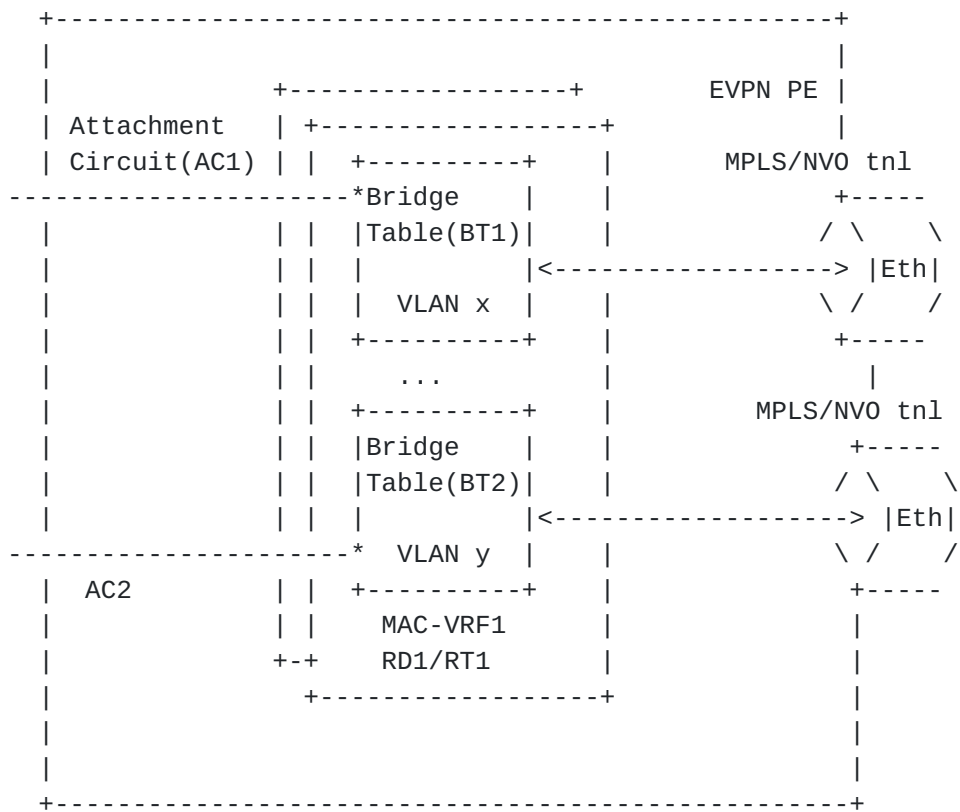 EVPN PE
Attachment
Circuit(AC1) MPLS/NVO tnl
Bridge
Table(BT1)
Eth
VLAN x
...
MPLS/NVO tnl
Bridge
Table(BT2)
Eth
VLAN y
AC2
MAC-VRF1
RD1/RT1